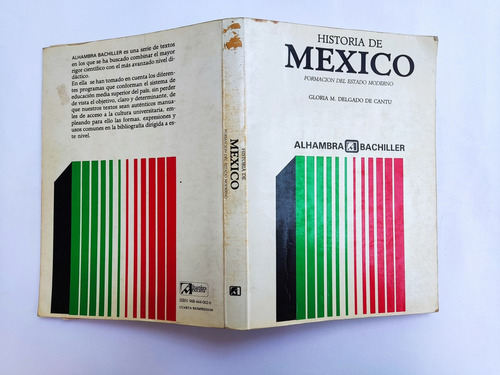 ALHAMBRA BACHILLER es una serie de textos
en los que se ha buscado combinar el mayor
rigor científico con el más avanzado nivel di-
dáctico.
En ella se han tomado en cuenta los diferen-
tes programas que conforman el sistema de
educación media superior del país, sin perder
de vista el objetivo, claro y determinante, de
que nuestros textos sean auténticos manua-
les de acceso a la cultura universitaria, em-
pleando para ello las formas, expresiones y
usos comunes en la bibliografía dirigida a es-
te nivel.
HISTORIA DE
MEXICO
FORMACION DEL ESTADO MODERNO
HISTORIA DE
MEXICO
FORMACION DEL ESTADO MODERNO
GLORIA M. DELGADO DE CANTU
ALHAMBRA BACHILLER